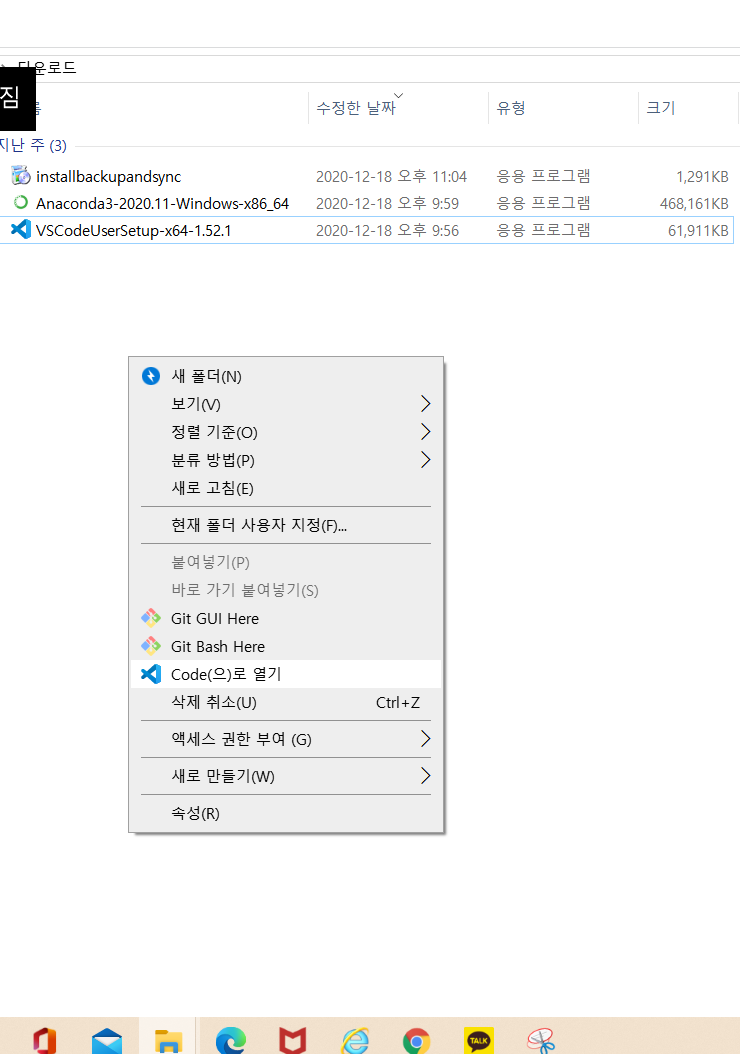 다운로드
짐
름
수정한 날짜 유형 크기
지난 주 (3)
installbackupandsync 2020-12-18 오후 11:04 응용 프로그램 1,291KB
Anaconda3-2020.11-Windows-x86_64 2020-12-18 오후 9:59 응용 프로그램 468,161KB
VSCodeUserSetup-x64-1.52.1 2020-12-18 오후 9:56 응용 프로그램 61,911KB
새 폴더(N)
보기(V)
정렬 기준(O)
분류 방법(P)
새로 고침(E)
현재 폴더 사용자 지정(F)...
붙여넣기(P)
바로 가기 붙여넣기(S)
Git GUI Here
Git Bash Here
Code(으)로 열기
삭제 취소(U) Ctrl+Z
액세스 권한 부여 (G)
새로 만들기(W)
속성(R)
TALK